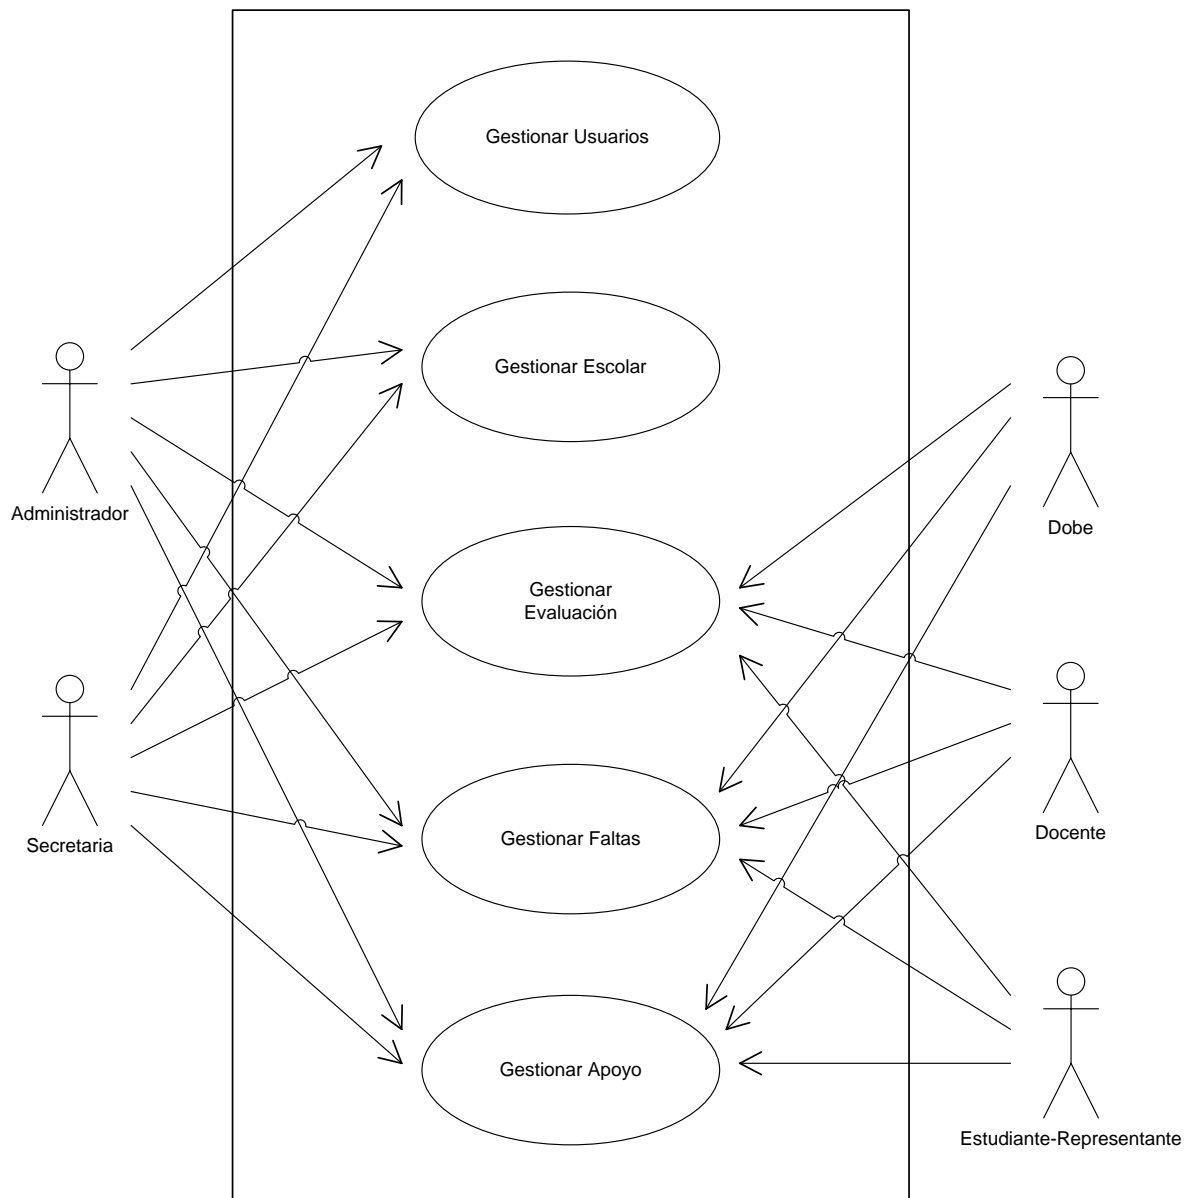 Gestionar Usuarios
Gestionar Escolar
Administrador
Dobe
Gestionar
Evaluación
Secretaria
Gestionar Faltas
Docente
Gestionar Apoyo
Estudiante-Representante